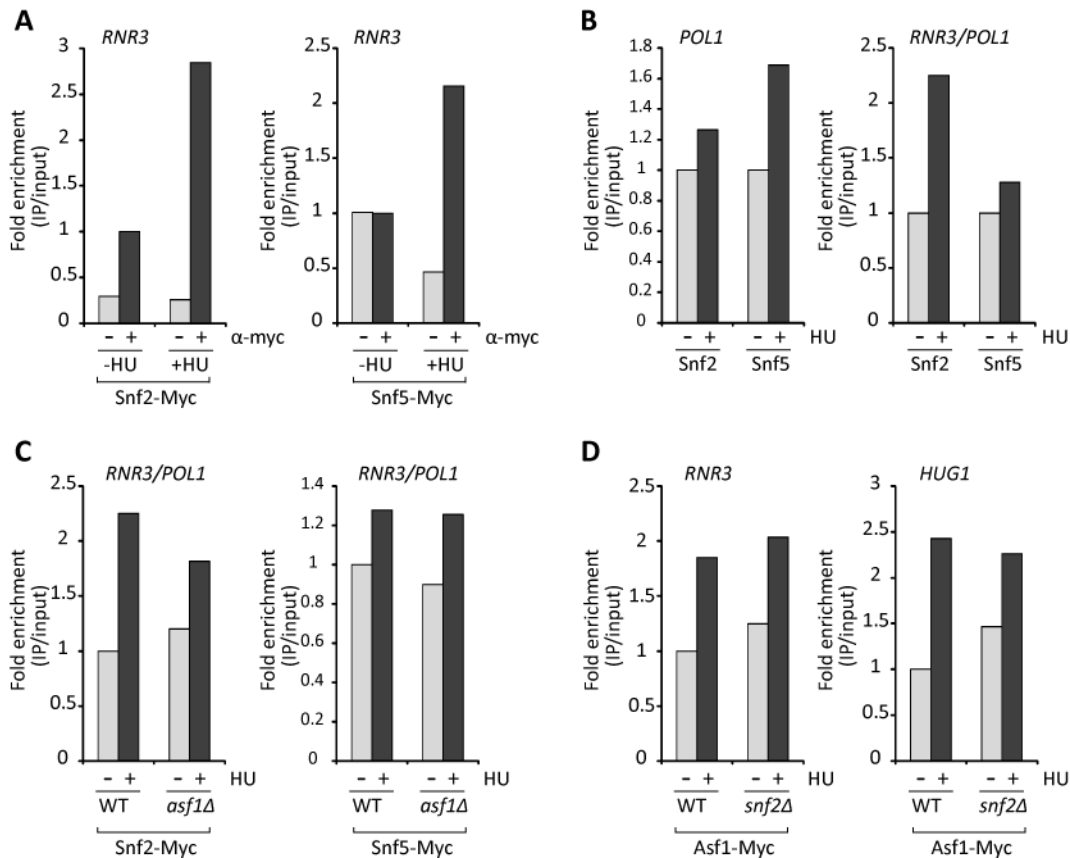 A
RNR3
Fold enrichment
(IP/input)
3
2.5
2
1.5
1
0.5
0
- + - + α-myc
-HU +HU
Snf2-Myc
RNR3
Fold enrichment
(IP/input)
2.5
2
1.5
1
0.5
0
- + - + α-myc
-HU +HU
Snf5-Myc
B
POL1
Fold enrichment
(IP/input)
1.8
1.6
1.4
1.2
1
0.8
0.6
0.4
0.2
0
- + - + HU
Snf2 Snf5
RNR3/POL1
Fold enrichment
(IP/input)
2.5
2
1.5
1
0.5
0
- + - + HU
Snf2 Snf5
C
RNR3/POL1
Fold enrichment
(IP/input)
2.5
2
1.5
1
0.5
0
- + - + HU
WT asf1Δ
Snf2-Myc
RNR3/POL1
Fold enrichment
(IP/input)
1.4
1.2
1
0.8
0.6
0.4
0.2
0
- + - + HU
WT asf1Δ
Snf5-Myc
D
RNR3
Fold enrichment
(IP/input)
2.5
2
1.5
1
0.5
0
- + - + HU
WT snf2Δ
Asf1-Myc
HUG1
Fold enrichment
(IP/input)
3
2.5
2
1.5
1
0.5
0
- + - + HU
WT snf2Δ
Asf1-Myc